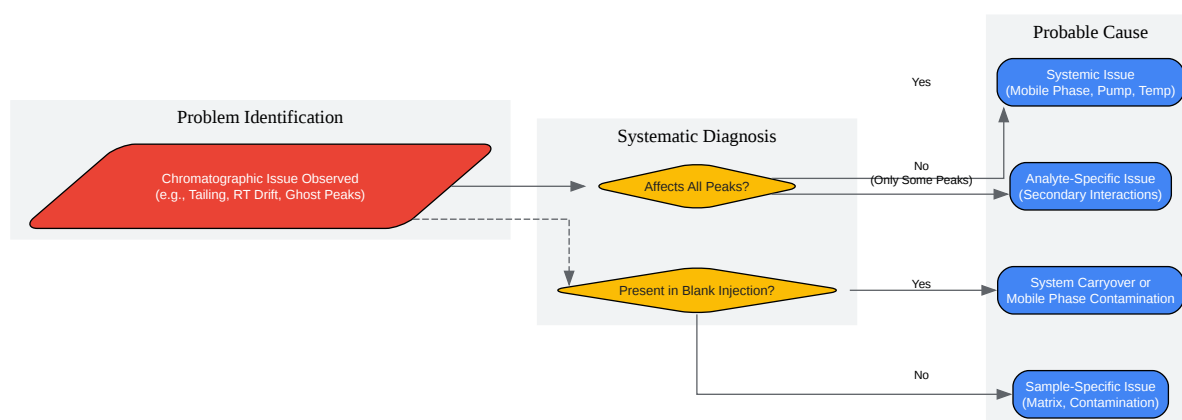 Problem Identification
Chromatographic Issue Observed
(e.g., Tailing, RT Drift, Ghost Peaks)
Systematic Diagnosis
Affects All Peaks?
Present in Blank Injection?
Yes
No
(Only Some Peaks)
Yes
No
Probable Cause
Systemic Issue
(Mobile Phase, Pump, Temp)
Analyte-Specific Issue
(Secondary Interactions)
System Carryover or
Mobile Phase Contamination
Sample-Specific Issue
(Matrix, Contamination)